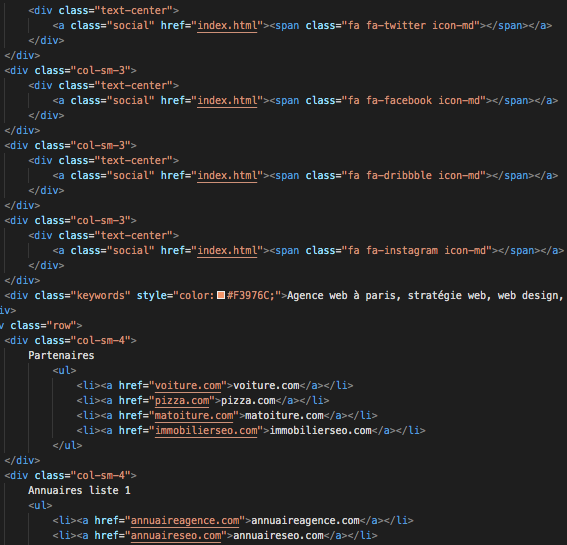 <div class="text-center">
<a class="social" href="index.html"><span class="fa fa-twitter icon-md"></span></a>
</div>
</div>
<div class="col-sm-3">
<div class="text-center">
<a class="social" href="index.html"><span class="fa fa-facebook icon-md"></span></a>
</div>
</div>
<div class="col-sm-3">
<div class="text-center">
<a class="social" href="index.html"><span class="fa fa-dribbble icon-md"></span></a>
</div>
</div>
<div class="col-sm-3">
<div class="text-center">
<a class="social" href="index.html"><span class="fa fa-instagram icon-md"></span></a>
</div>
</div>
<div class="keywords" style="color:#F3976C;">Agence web à paris, stratégie web, web design,
iv>
v class="row">
<div class="col-sm-4">
Partenaires
<ul>
<li><a href="voiture.com">voiture.com</a></li>
<li><a href="pizza.com">pizza.com</a></li>
<li><a href="matoiture.com">matoiture.com</a></li>
<li><a href="immobilierseo.com">immobilierseo.com</a></li>
</ul>
</div>
<div class="col-sm-4">
Annuaires liste 1
<ul>
<li><a href="annuaireagence.com">annuaireagence.com</a></li>
<li><a href="annuaireseo.com">annuaireseo.com</a></li>